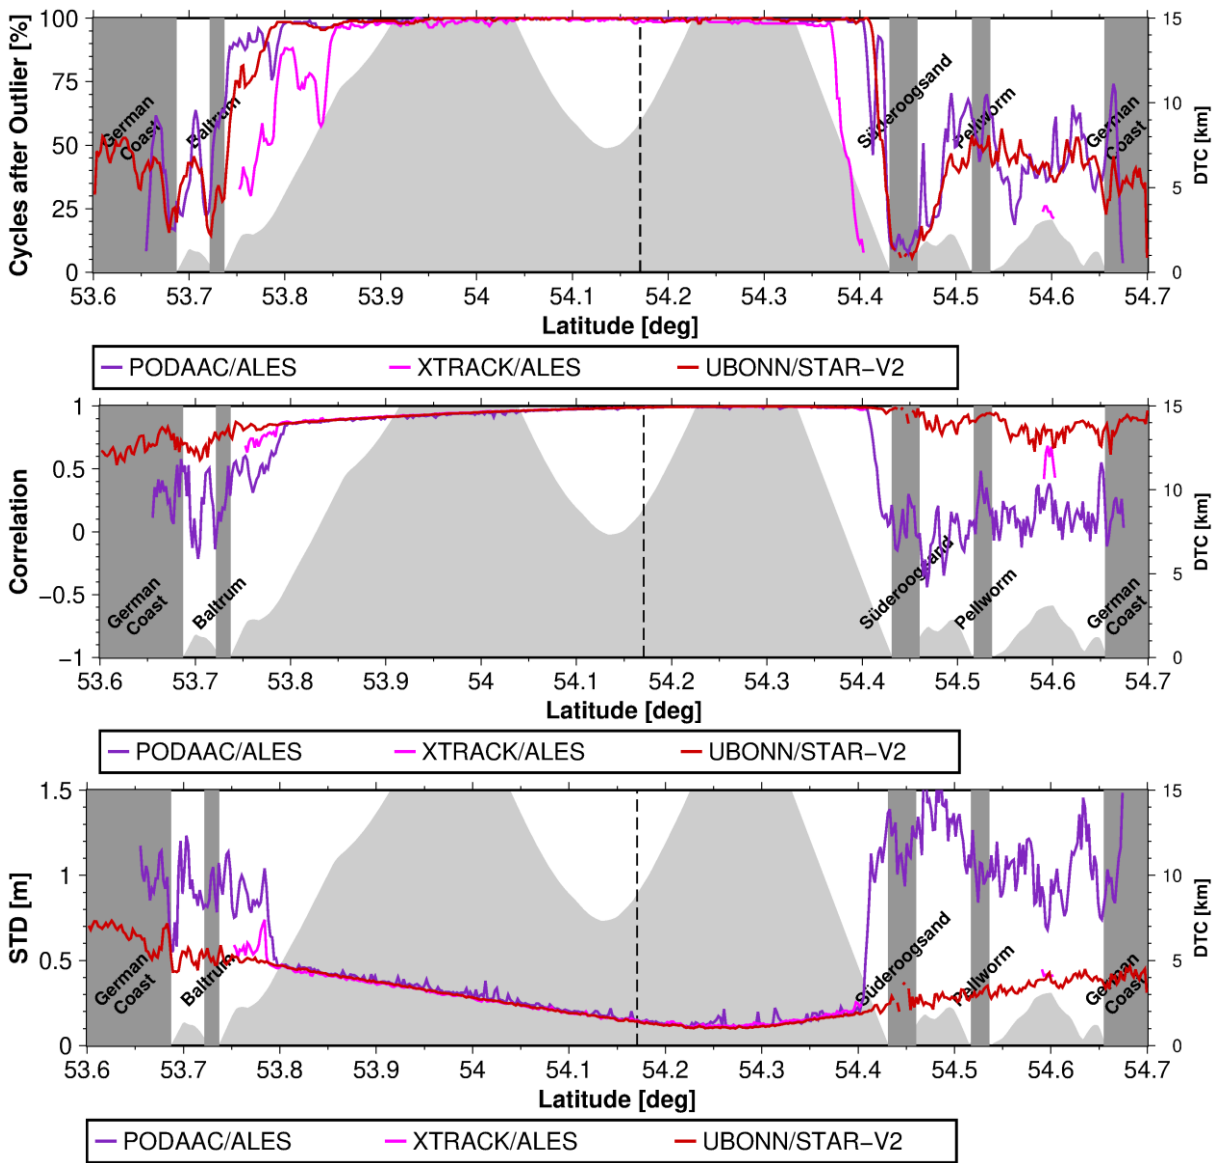 Cycles after Outlier [%]
100
75
50
25
0
15
10
5
0
DTC [km]
German
Coast
Baltrum
Süderoogsand
Pellworm
German
Coast
53.6 53.7 53.8 53.9 54 54.1 54.2 54.3 54.4 54.5 54.6 54.7
Latitude [deg]
PODAAC/ALES XTRACK/ALES UBONN/STAR−V2
Correlation
1
0.5
0
−0.5
−1
15
10
5
0
DTC [km]
German
Coast
Baltrum
Süderoogsand
Pellworm
German
Coast
53.6 53.7 53.8 53.9 54 54.1 54.2 54.3 54.4 54.5 54.6 54.7
Latitude [deg]
PODAAC/ALES XTRACK/ALES UBONN/STAR−V2
STD [m]
1.5
1
0.5
0
15
10
5
0
DTC [km]
German
Coast
Baltrum
Süderoogsand
Pellworm
German
Coast
53.6 53.7 53.8 53.9 54 54.1 54.2 54.3 54.4 54.5 54.6 54.7
Latitude [deg]
PODAAC/ALES XTRACK/ALES UBONN/STAR−V2